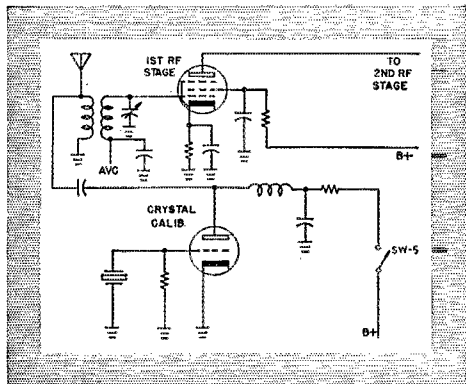 1ST RF
STAGE
TO
2ND RF
STAGE
AVC
B+
CRYSTAL
CALIB.
SW-5
B+